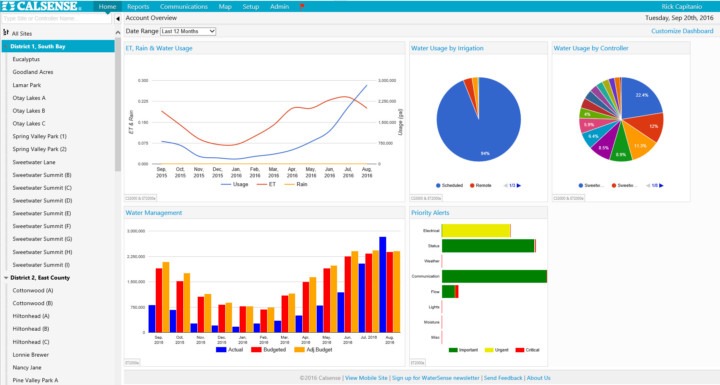 CALSENSE
Home Reports Communications Map Setup Admin
Rick Capitanio
Type Site or Controller Name...
Account Overview
Tuesday, Sep 20th, 2016
Date Range Last 12 Months
Customize Dashboard
All Sites
District 1, South Bay
Eucalyptus
Goodland Acres
Lamar Park
Otay Lakes A
Otay Lakes B
Otay Lakes C
Spring Valley Park (1)
Spring Valley Park (2)
Sweetwater Lane
Sweetwater Summit (B)
Sweetwater Summit (C)
Sweetwater Summit (D)
Sweetwater Summit (E)
Sweetwater Summit (F)
Sweetwater Summit (G)
Sweetwater Summit (H)
Sweetwater Summit (I)
District 2, East County
Cottonwood (A)
Cottonwood (B)
Hiltonhead (A)
Hiltonhead (B)
Hiltonhead (C)
Lonnie Brewer
Nancy Jane
Pine Valley Park A
ET, Rain & Water Usage
ET & Rain
Usage (gal)
0.300
0.225
0.150
0.075
0.000
3,000,000
2,250,000
1,500,000
750,000
0
Sep, 2015
Oct, 2015
Nov, 2015
Dec, 2015
Jan, 2016
Feb, 2016
Mar, 2016
Apr, 2016
May, 2016
Jun, 2016
Jul, 2016
Aug, 2016
Usage ET Rain
Water Usage by Irrigation
94%
Scheduled Remote 1/2
Water Usage by Controller
22.4%
12%
8.5%
6.4%
4%
Sweetw... Sweetw...
Water Management
3,000,000
2,250,000
1,500,000
750,000
0
Sep, 2015
Oct, 2015
Nov, 2015
Dec, 2015
Jan, 2016
Feb, 2016
Mar, 2016
Apr, 2016
May, 2016
Jun, 2016
Jul, 2016
Aug, 2016
Actual Budgeted Adj.Budget
Priority Alerts
Electrical
Status
Weather
Communication
Flow
Lights
Moisture
Misc
Important Urgent Critical
©2016 Calsense | View Mobile Site | Sign up for WaterSense newsletter | Send Feedback | About Us